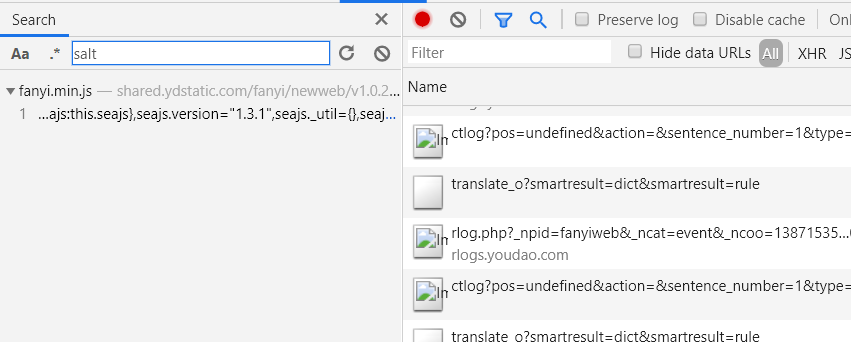 Search
Preserve log
Disable cache
Onl
Aa
.*
salt
Filter
Hide data URLs
All
XHR
JS
fanyi.min.js — shared.ydstatic.com/fanyi/newweb/v1.0.2...
1 ...ajs:this.seajs},seajs.version="1.3.1",seajs._util={},seaj...
Name
ctlog?pos=undefined&action=&sentence_number=1&type=
translate_o?smartresult=dict&smartresult=rule
rlog.php?_npid=fanyiweb&_ncat=event&_ncoo=13871535...
rlogs.youdao.com
ctlog?pos=undefined&action=&sentence_number=1&type=
translate_o?smartresult=dict&smartresult=rule